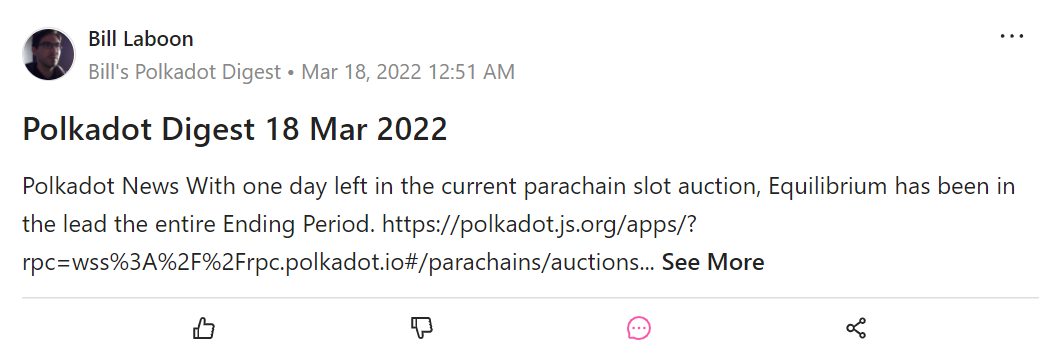 Bill Laboon
Bill's Polkadot Digest • Mar 18, 2022 12:51 AM
Polkadot Digest 18 Mar 2022
Polkadot News With one day left in the current parachain slot auction, Equilibrium has been in
the lead the entire Ending Period. https://polkadot.js.org/apps/?
rpc=wss%3A%2F%2Frpc.polkadot.io#/parachains/auctions... See More